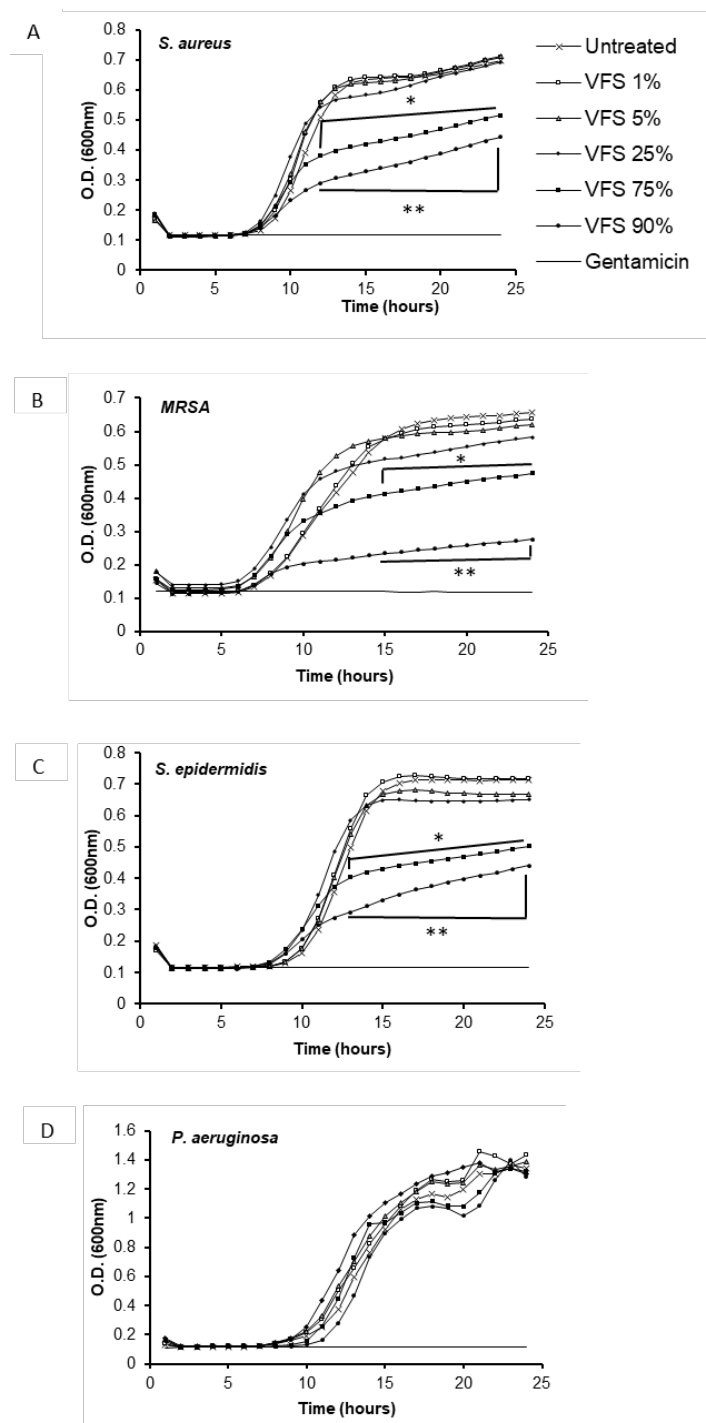 A
S. aureus
0.8
0.7
0.6
0.5
0.4
0.3
0.2
0.1
0
O.D. (600nm)
*
**
0 5 10 15 20 25
Time (hours)
Untreated
VFS 1%
VFS 5%
VFS 25%
VFS 75%
VFS 90%
Gentamicin
B
MRSA
0.7
0.6
0.5
0.4
0.3
0.2
0.1
0
O.D. (600nm)
*
**
0 5 10 15 20 25
Time (hours)
C
S. epidermidis
0.8
0.7
0.6
0.5
0.4
0.3
0.2
0.1
0
O.D. (600nm)
*
**
0 5 10 15 20 25
Time (hours)
D
P. aeruginosa
1.6
1.4
1.2
1
0.8
0.6
0.4
0.2
0
O.D. (600nm)
0 5 10 15 20 25
Time (hours)